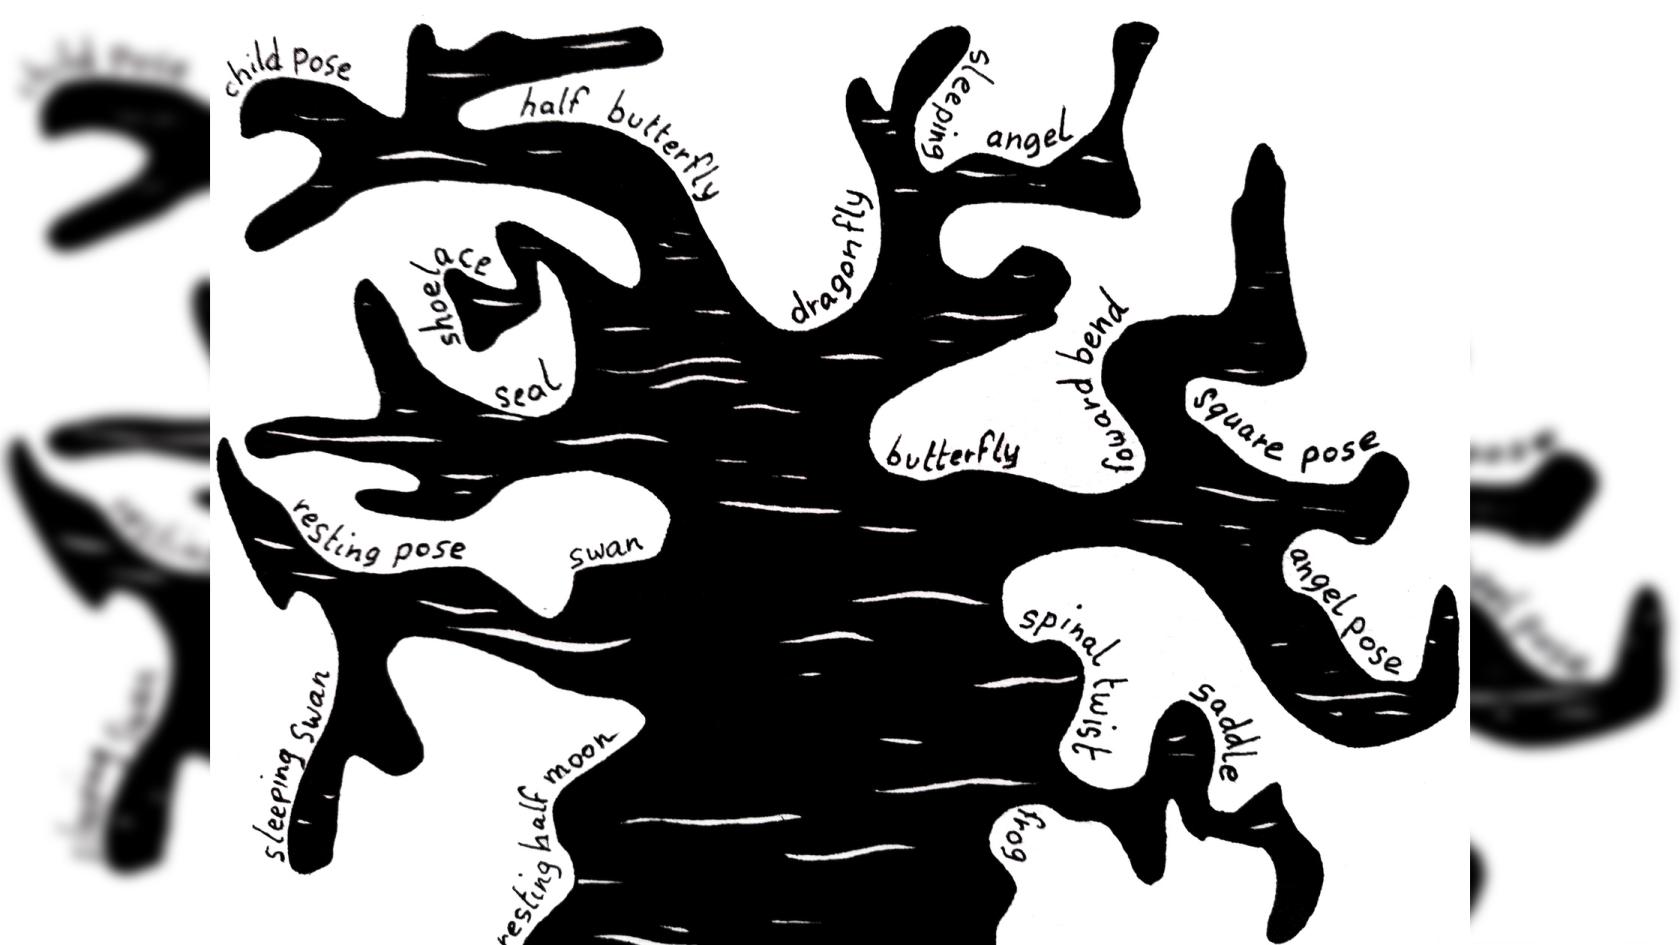 child pose
half butterfly
sleeping
angel
dragonfly
shoelace
seal
foward bend
butterfly
square pose
resting pose
swan
angel pose
spinal twist
saddle
sleeping swan
resting half moon
frog